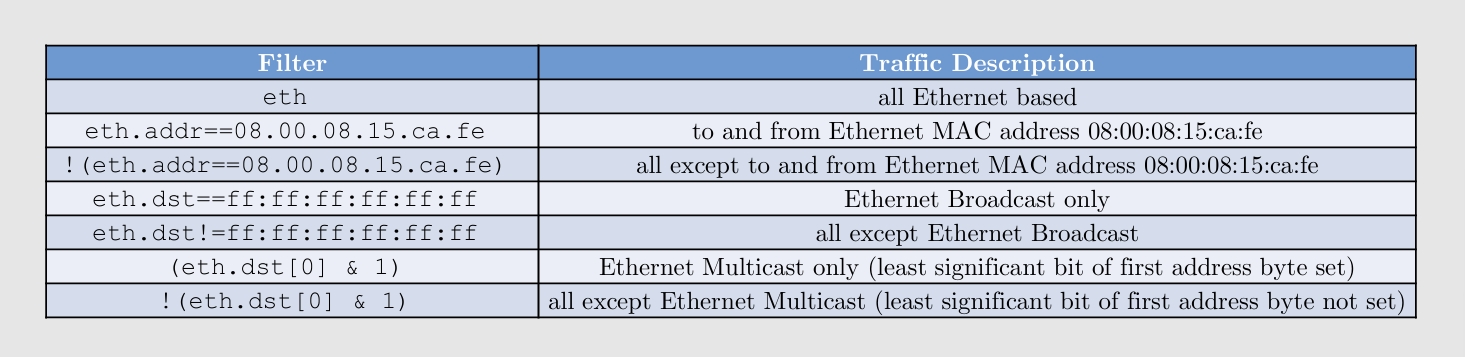 Filter Traffic Description
eth all Ethernet based
eth.addr==08.00.08.15.ca.fe to and from Ethernet MAC address 08:00:08:15:ca:fe
!(eth.addr==08.00.08.15.ca.fe) all except to and from Ethernet MAC address 08:00:08:15:ca:fe
eth.dst==ff:ff:ff:ff:ff:ff Ethernet Broadcast only
eth.dst!=ff:ff:ff:ff:ff:ff all except Ethernet Broadcast
(eth.dst[0] & 1) Ethernet Multicast only (least significant bit of first address byte set)
!(eth.dst[0] & 1) all except Ethernet Multicast (least significant bit of first address byte not set)